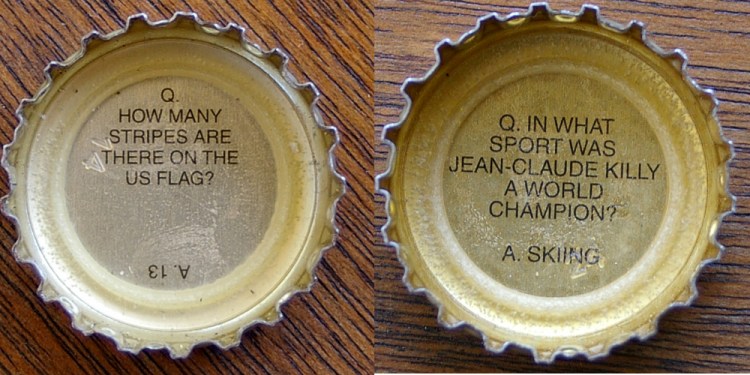 Q.
HOW MANY
STRIPES ARE
THERE ON THE
US FLAG?
A. 13
Q. IN WHAT
SPORT WAS
JEAN-CLAUDE KILLY
A WORLD
CHAMPION?
A. SKIING